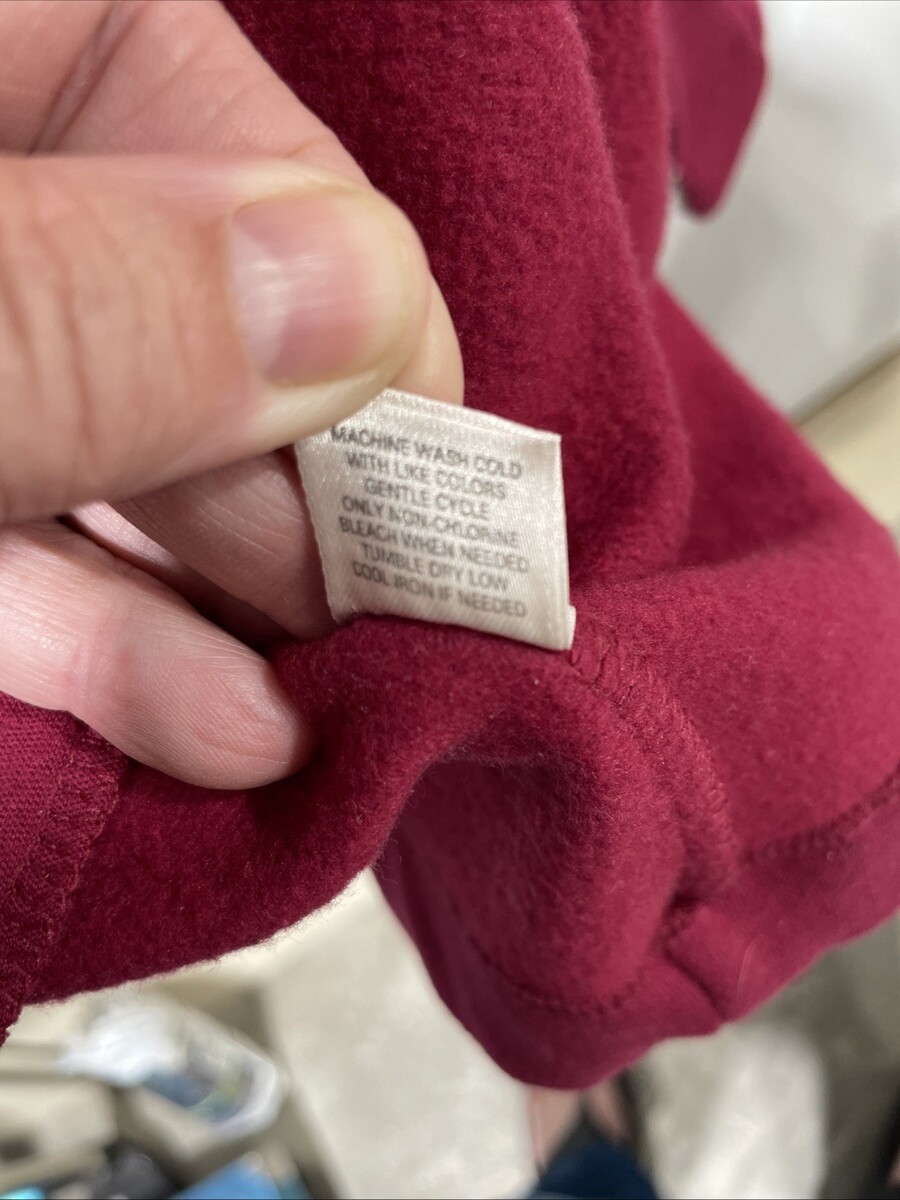 MACHINE WASH COLD
WITH LIKE COLORS
GENTLE CYCLE
ONLY NON-CHLORINE
BLEACH WHEN NEEDED
TUMBLE DRY LOW
COOL IRON IF NEEDED